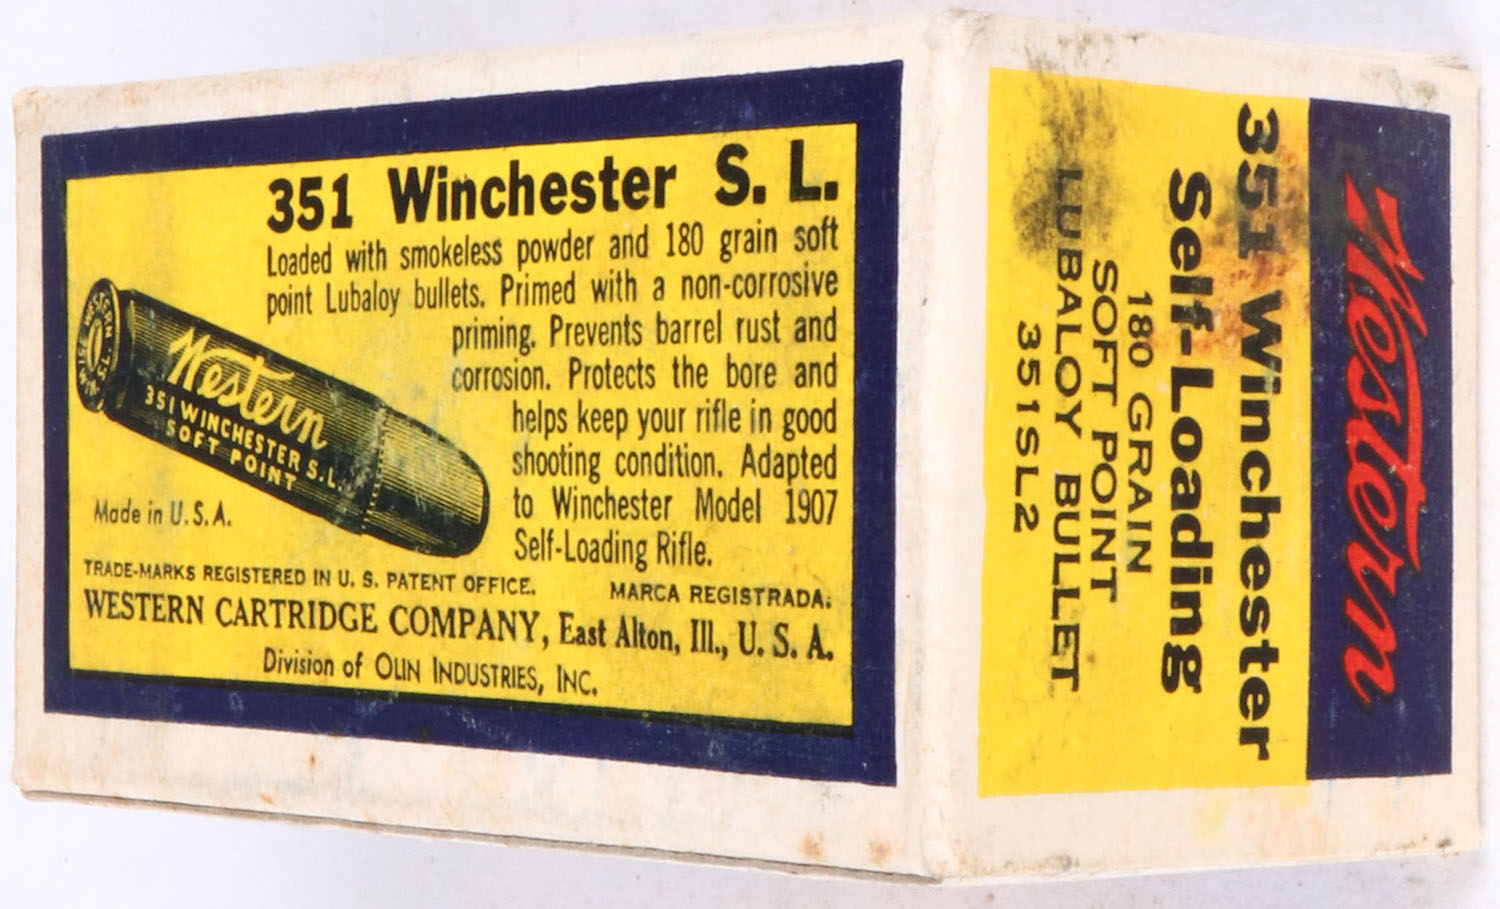 351 Winchester S. L.
Loaded with smokeless powder and 180 grain soft
point Lubaloy bullets. Primed with a non-corrosive
priming. Prevents barrel rust and
corrosion. Protects the bore and
helps keep your rifle in good
shooting condition. Adapted
to Winchester Model 1907
Self-Loading Rifle.
Western
351 WINCHESTER S.L.
SOFT POINT
Made in U.S.A.
TRADE-MARKS REGISTERED IN U. S. PATENT OFFICE.
MARCA REGISTRADA.
WESTERN CARTRIDGE COMPANY, East Alton, Ill., U. S. A.
Division of OLIN INDUSTRIES, INC.
Western
351 Winchester
Self-Loading
180 GRAIN
SOFT POINT
LUBALOY BULLET
351SL2